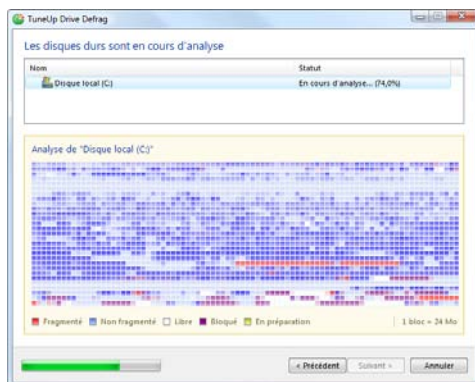 TuneUp Drive Defrag
Les disques durs sont en cours d'analyse
Nom Statut
Disque local (C:) En cours d'analyse... (74,0%)
Analyse de "Disque local (C:)"
Fragmenté Non fragmenté Libre Bloqué En préparation 1 bloc = 24 Mo
< Précédent Suivant > Annuler